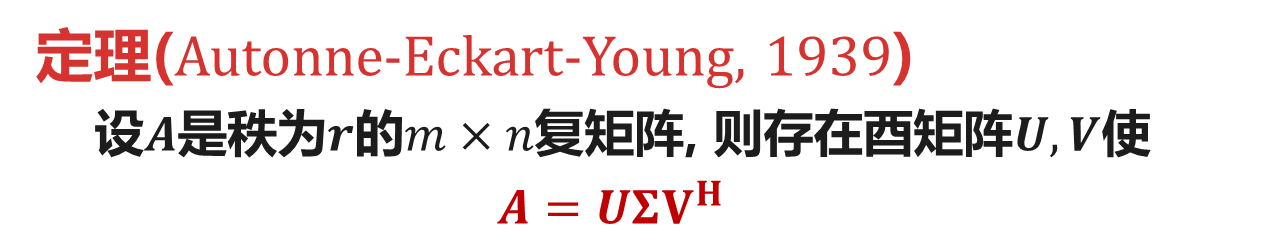 定理(Autonne-Eckart-Young, 1939)
设A是秩为r的m × n复矩阵, 则存在酉矩阵U,V使
A = UΣVᴴ